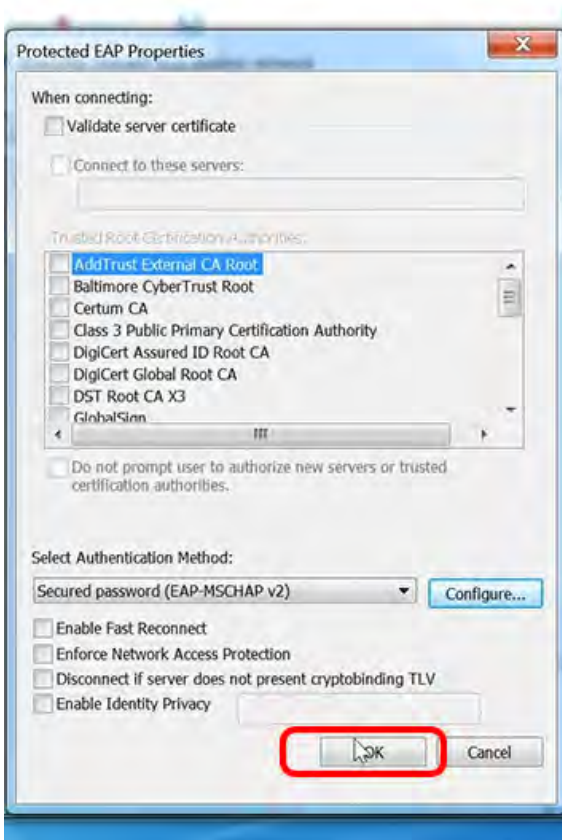 Protected EAP Properties
When connecting:
Validate server certificate
Connect to these servers:
Trusted Root Certification Authorities:
AddTrust External CA Root
Baltimore CyberTrust Root
Certum CA
Class 3 Public Primary Certification Authority
DigiCert Assured ID Root CA
DigiCert Global Root CA
DST Root CA X3
GlobalSign
Do not prompt user to authorize new servers or trusted
certification authorities.
Select Authentication Method:
Secured password (EAP-MSCHAP v2)
Configure...
Enable Fast Reconnect
Enforce Network Access Protection
Disconnect if server does not present cryptobinding TLV
Enable Identity Privacy
OK
Cancel